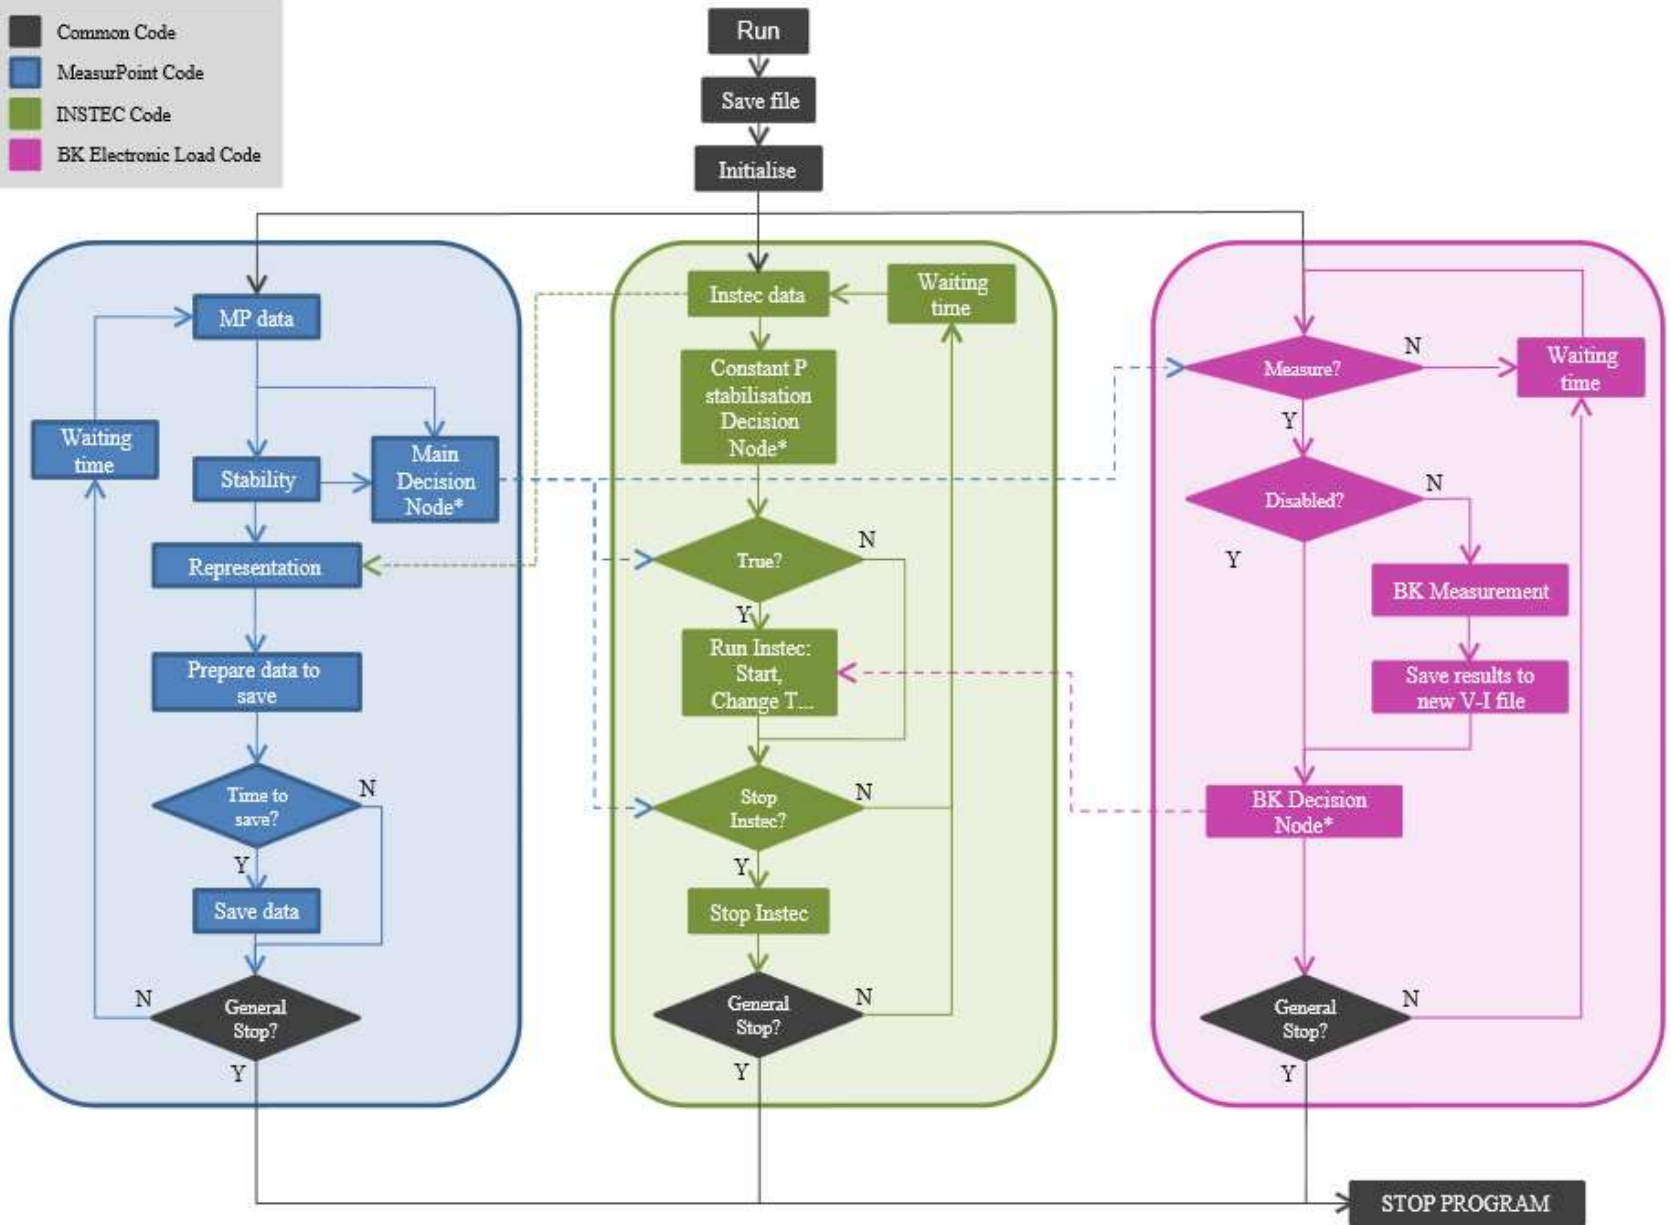 Common Code
MeasurPoint Code
INSTEC Code
BK Electronic Load Code
Run
Save file
Initialise
MP data
Waiting
time
Stability
Main
Decision
Node*
Representation
Prepare data to
save
Time to
save?
N
Y
Save data
General
Stop?
N
Y
Instec data
Waiting
time
Constant P
stabilisation
Decision
Node*
True?
N
Y
Run Instec:
Start,
Change T...
Stop
Instec?
N
Y
Stop Instec
General
Stop?
N
Y
Measure?
N
Waiting
time
Y
Disabled?
N
Y
BK Measurement
Save results to
new V-I file
BK Decision
Node*
General
Stop?
N
Y
STOP PROGRAM